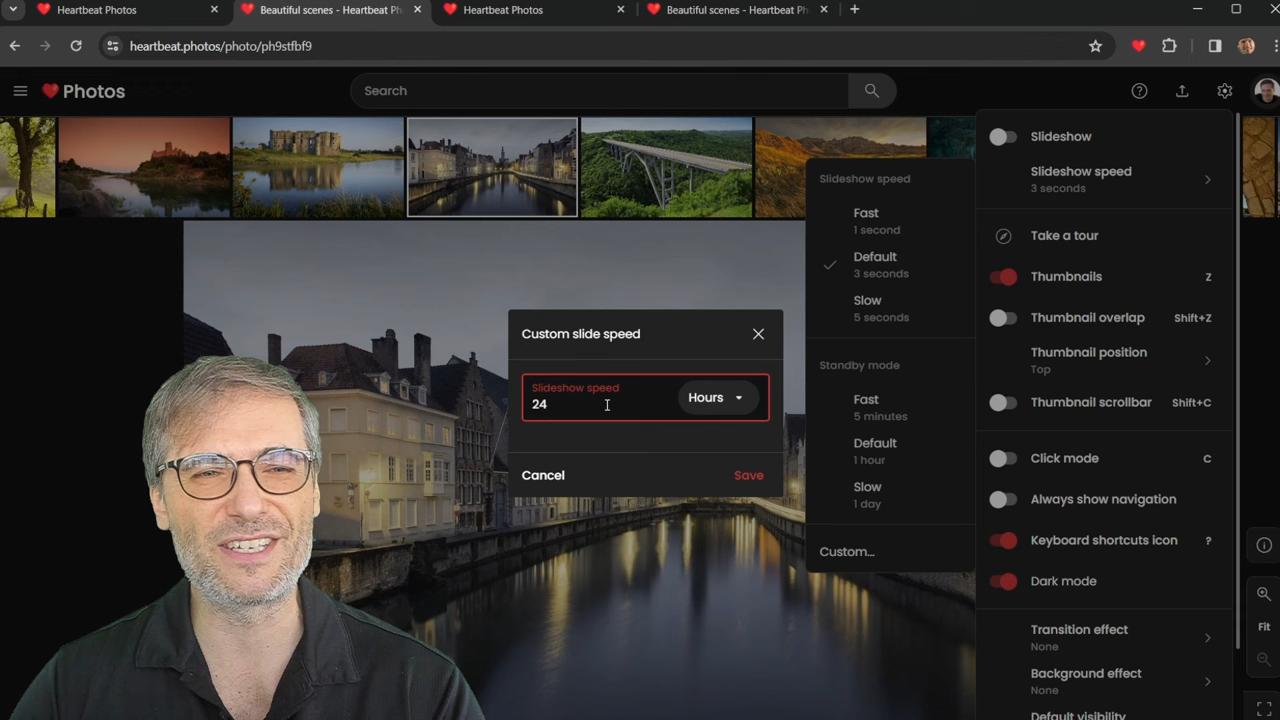 Heartbeat Photos
Beautiful scenes - Heartbeat Ph
Heartbeat Photos
Beautiful scenes - Heartbeat Ph
heartbeat.photos/photo/ph9stfbf9
Photos
Search
Slideshow
Slideshow speed
3 seconds
Take a tour
Thumbnails Z
Thumbnail overlap Shift+Z
Thumbnail position
Top
Thumbnail scrollbar Shift+C
Click mode C
Always show navigation
Keyboard shortcuts icon ?
Dark mode
Transition effect
None
Background effect
None
Default visibility
Slideshow speed
Fast
1 second
Default
3 seconds
Slow
5 seconds
Standby mode
Fast
5 minutes
Default
1 hour
Slow
1 day
Custom...
Custom slide speed
Slideshow speed
24
Hours
Cancel
Save
Fit